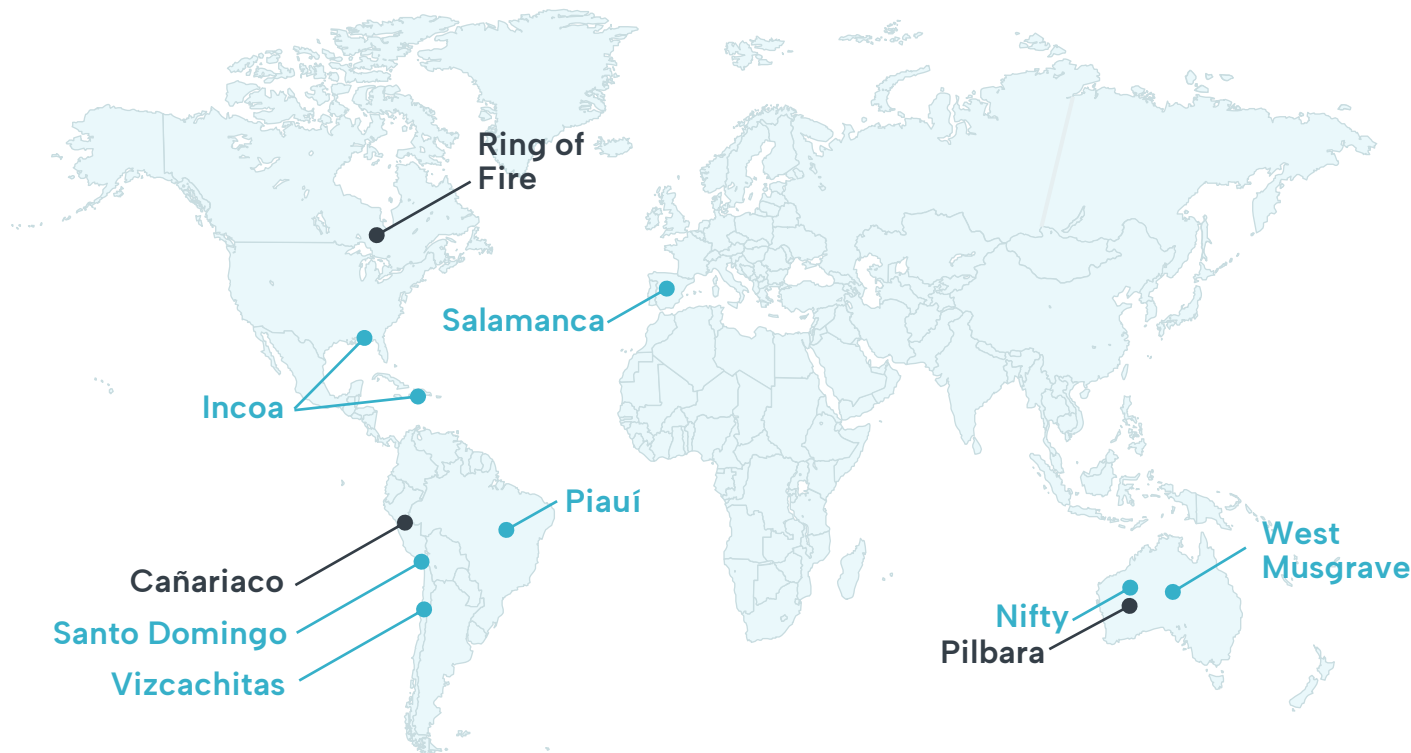 Ring of
Fire
Salamanca
Incoa
Piauí
West
Musgrave
Cañariaco
Nifty
Santo Domingo
Pilbara
Vizcachitas